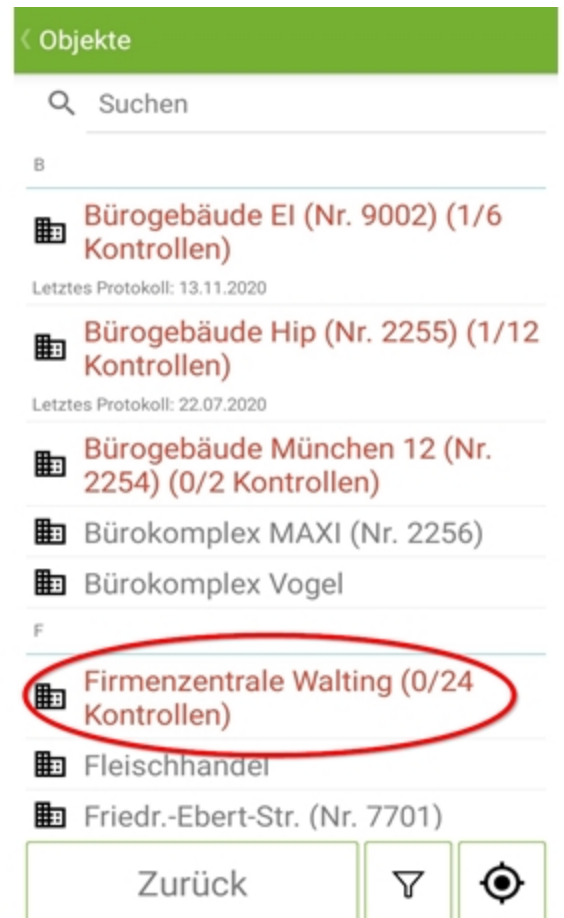 Objekte
Suchen
B
Bürogebäude EI (Nr. 9002) (1/6
Kontrollen)
Letztes Protokoll: 13.11.2020
Bürogebäude Hip (Nr. 2255) (1/12
Kontrollen)
Letztes Protokoll: 22.07.2020
Bürogebäude München 12 (Nr.
2254) (0/2 Kontrollen)
Bürokomplex MAXI (Nr. 2256)
Bürokomplex Vogel
F
Firmenzentrale Walting (0/24
Kontrollen)
Fleischhandel
Friedr.-Ebert-Str. (Nr. 7701)
Zurück